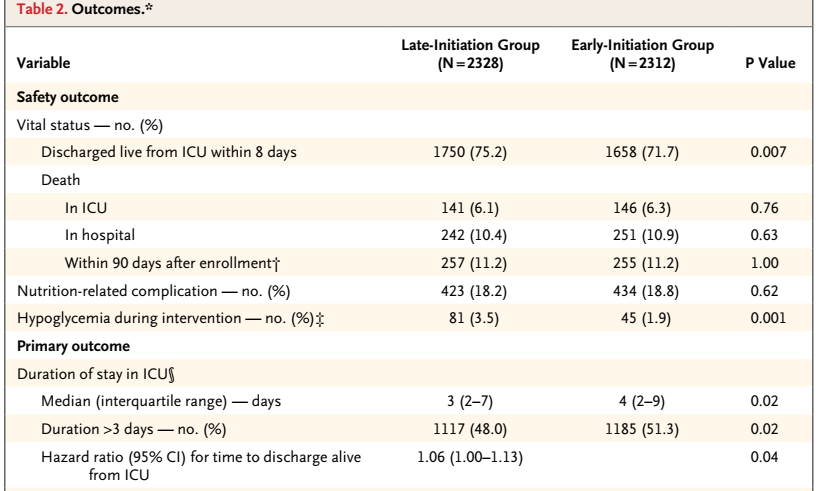 Table 2. Outcomes.*
Variable Late-Initiation Group (N=2328) Early-Initiation Group (N=2312) P Value
Safety outcome
Vital status — no. (%)
Discharged live from ICU within 8 days 1750 (75.2) 1658 (71.7) 0.007
Death
In ICU 141 (6.1) 146 (6.3) 0.76
In hospital 242 (10.4) 251 (10.9) 0.63
Within 90 days after enrollment† 257 (11.2) 255 (11.2) 1.00
Nutrition-related complication — no. (%) 423 (18.2) 434 (18.8) 0.62
Hypoglycemia during intervention — no. (%)‡ 81 (3.5) 45 (1.9) 0.001
Primary outcome
Duration of stay in ICU§
Median (interquartile range) — days 3 (2–7) 4 (2–9) 0.02
Duration >3 days — no. (%) 1117 (48.0) 1185 (51.3) 0.02
Hazard ratio (95% CI) for time to discharge alive 1.06 (1.00–1.13) 0.04
from ICU